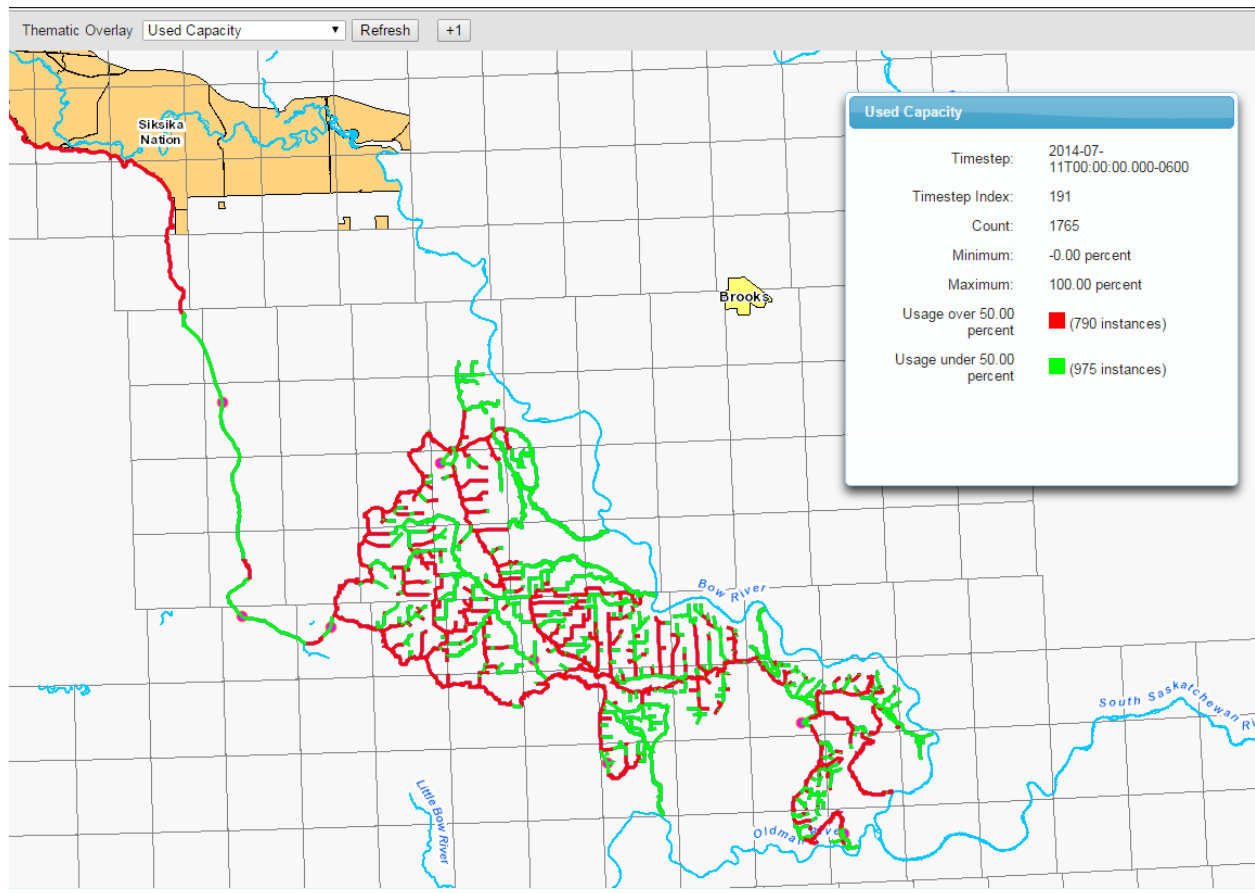 Thematic Overlay Used Capacity Refresh +1
Siksika
Nation
Used Capacity
Timestep: 2014-07-
11T00:00:00.000-0600
Timestep Index: 191
Count: 1765
Minimum: -0.00 percent
Maximum: 100.00 percent
Usage over 50.00
percent
(790 instances)
Usage under 50.00
percent
(975 instances)
Brooks
Bow River
South Saskatchewan
Little Bow River
Oldman